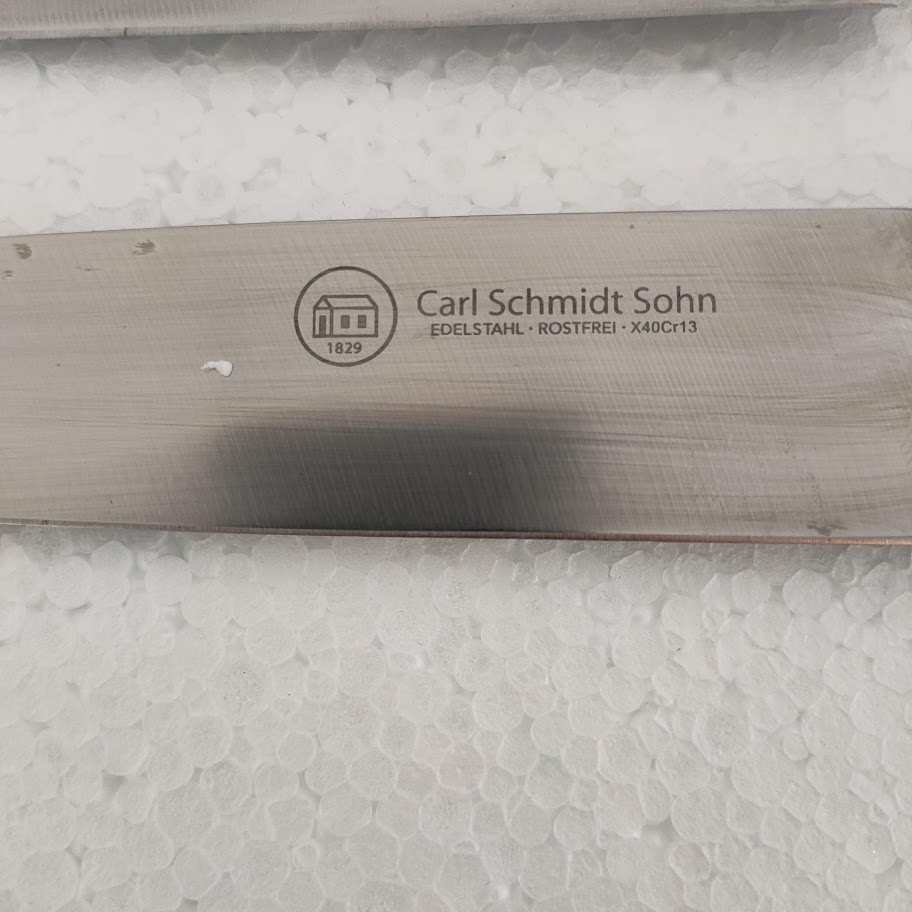 Carl Schmidt Sohn
EDELSTAHL · ROSTFREI · X40Cr13
1829